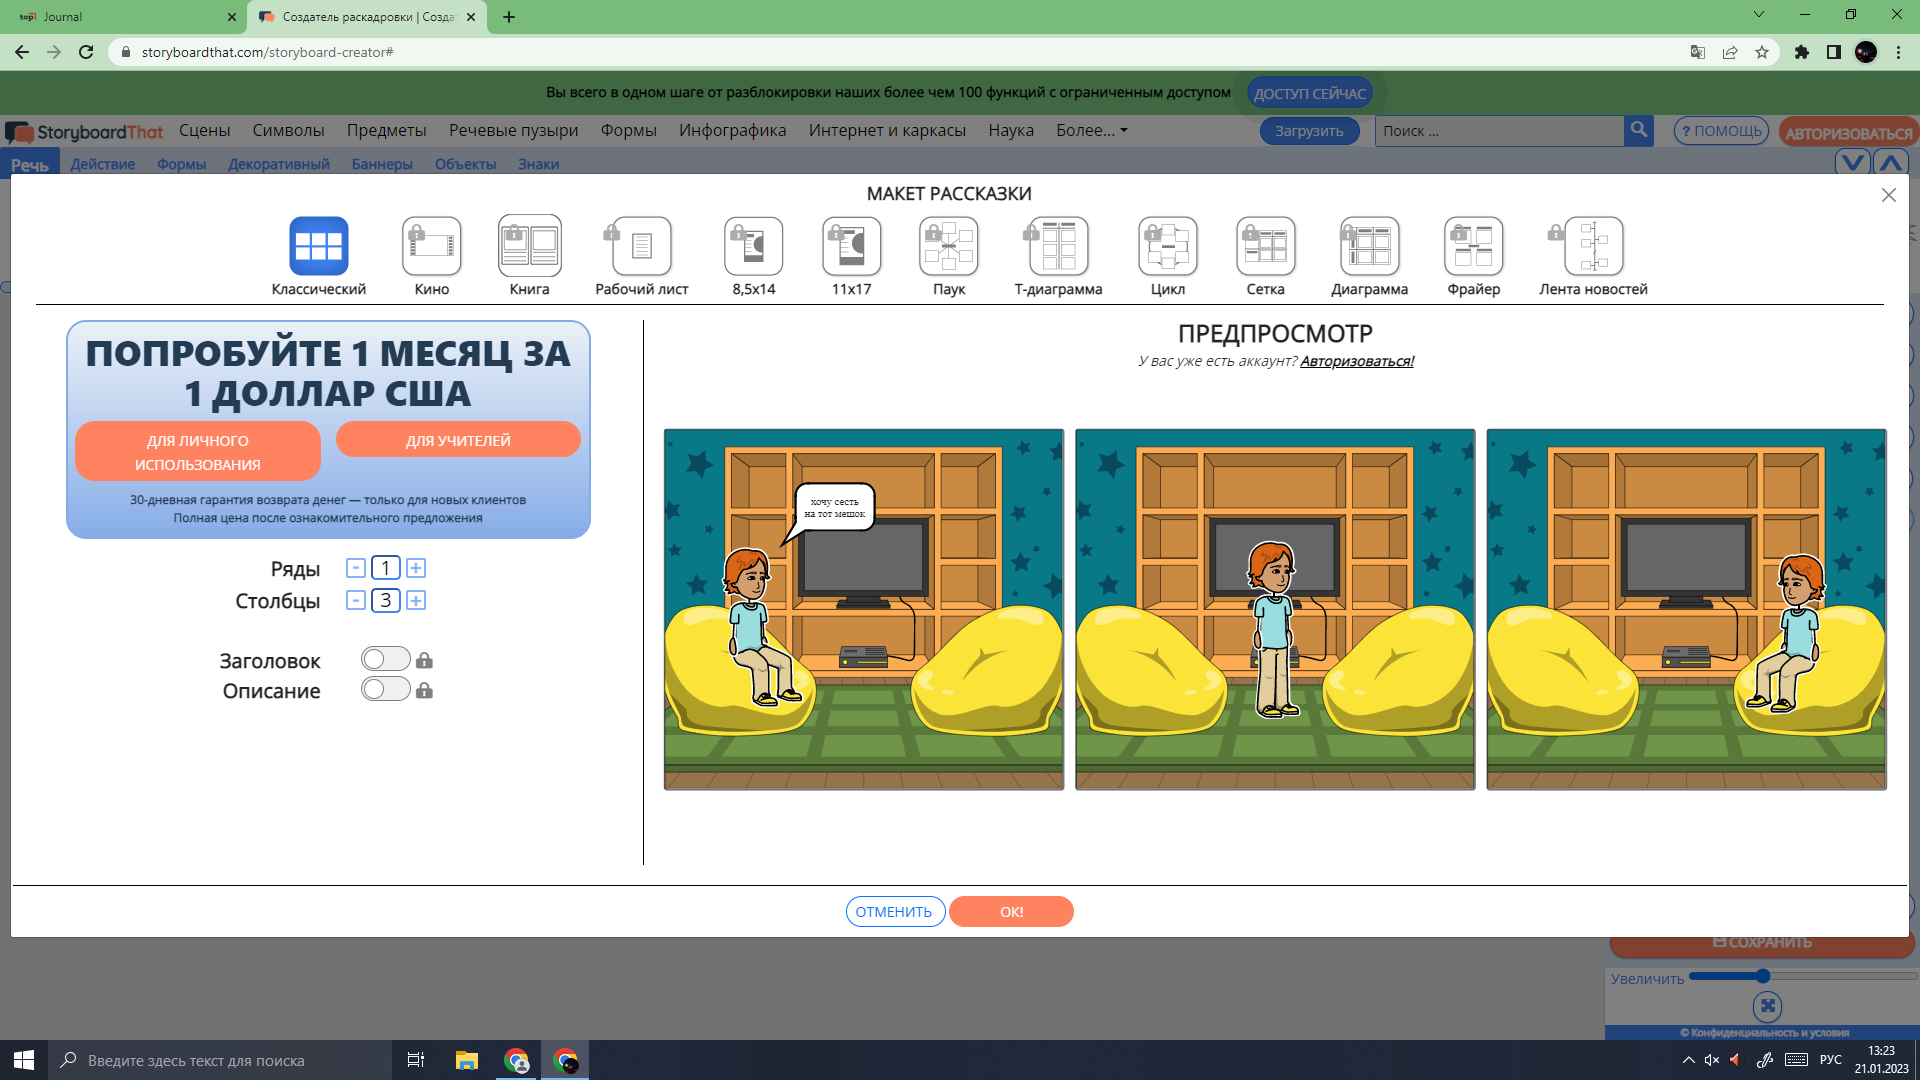 Journal
Создатель раскадровки | Созда
storyboardthat.com/storyboard-creator#
Вы всего в одном шаге от разблокировки наших более чем 100 функций с ограниченным доступом
ДОСТУП СЕЙЧАС
StoryboardThat
Сцены
Символы
Предметы
Речевые пузыри
Формы
Инфографика
Интернет и каркасы
Наука
Более...
Загрузить
Поиск ...
? ПОМОЩЬ
АВТОРИЗОВАТЬСЯ
Речь
Действие
Формы
Декоративный
Баннеры
Объекты
Знаки
МАКЕТ РАССКАЗКИ
Классический
Кино
Книга
Рабочий лист
8,5x14
11x17
Паук
Т-диаграмма
Цикл
Сетка
Диаграмма
Фрайер
Лента новостей
ПОПРОБУЙТЕ 1 МЕСЯЦ ЗА
1 ДОЛЛАР США
ДЛЯ ЛИЧНОГО
ИСПОЛЬЗОВАНИЯ
ДЛЯ УЧИТЕЛЕЙ
30-дневная гарантия возврата денег — только для новых клиентов
Полная цена после ознакомительного предложения
Ряды
- 1 +
Столбцы
- 3 +
Заголовок
Описание
ПРЕДПРОСМОТР
У вас уже есть аккаунт? Авторизоваться!
хочу сесть
на тот мешок
ОТМЕНИТЬ
ОК!
СОХРАНИТЬ
Увеличить
© Конфиденциальность и условия
Введите здесь текст для поиска
РУС
13:23
21.01.2023